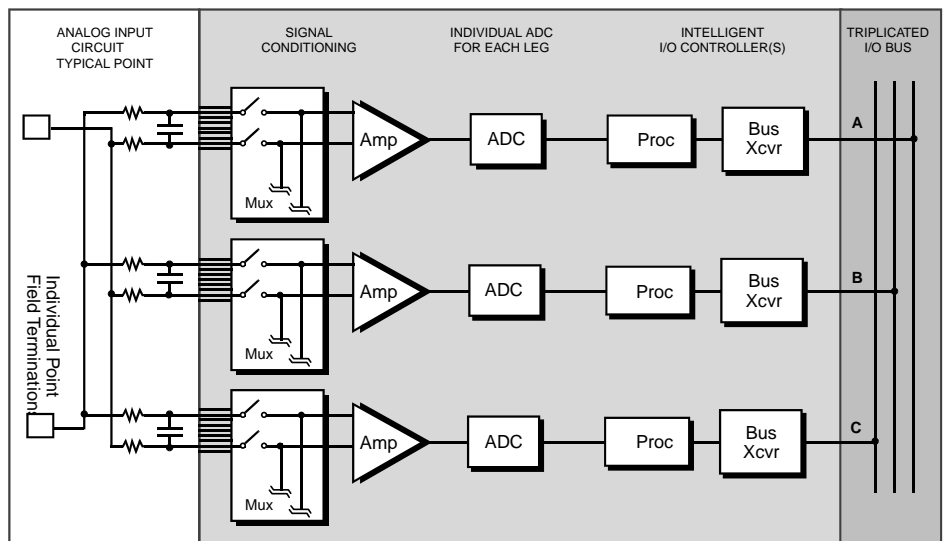 ANALOG INPUT
CIRCUIT
TYPICAL POINT
SIGNAL
CONDITIONING
INDIVIDUAL ADC
FOR EACH LEG
INTELLIGENT
I/O CONTROLLER(S)
TRIPLICATED
I/O BUS
Mux
Amp
ADC
Proc
Bus
Xcvr
A
Mux
Amp
ADC
Proc
Bus
Xcvr
B
Individual Point
Field Terminations
Mux
Amp
ADC
Proc
Bus
Xcvr
C